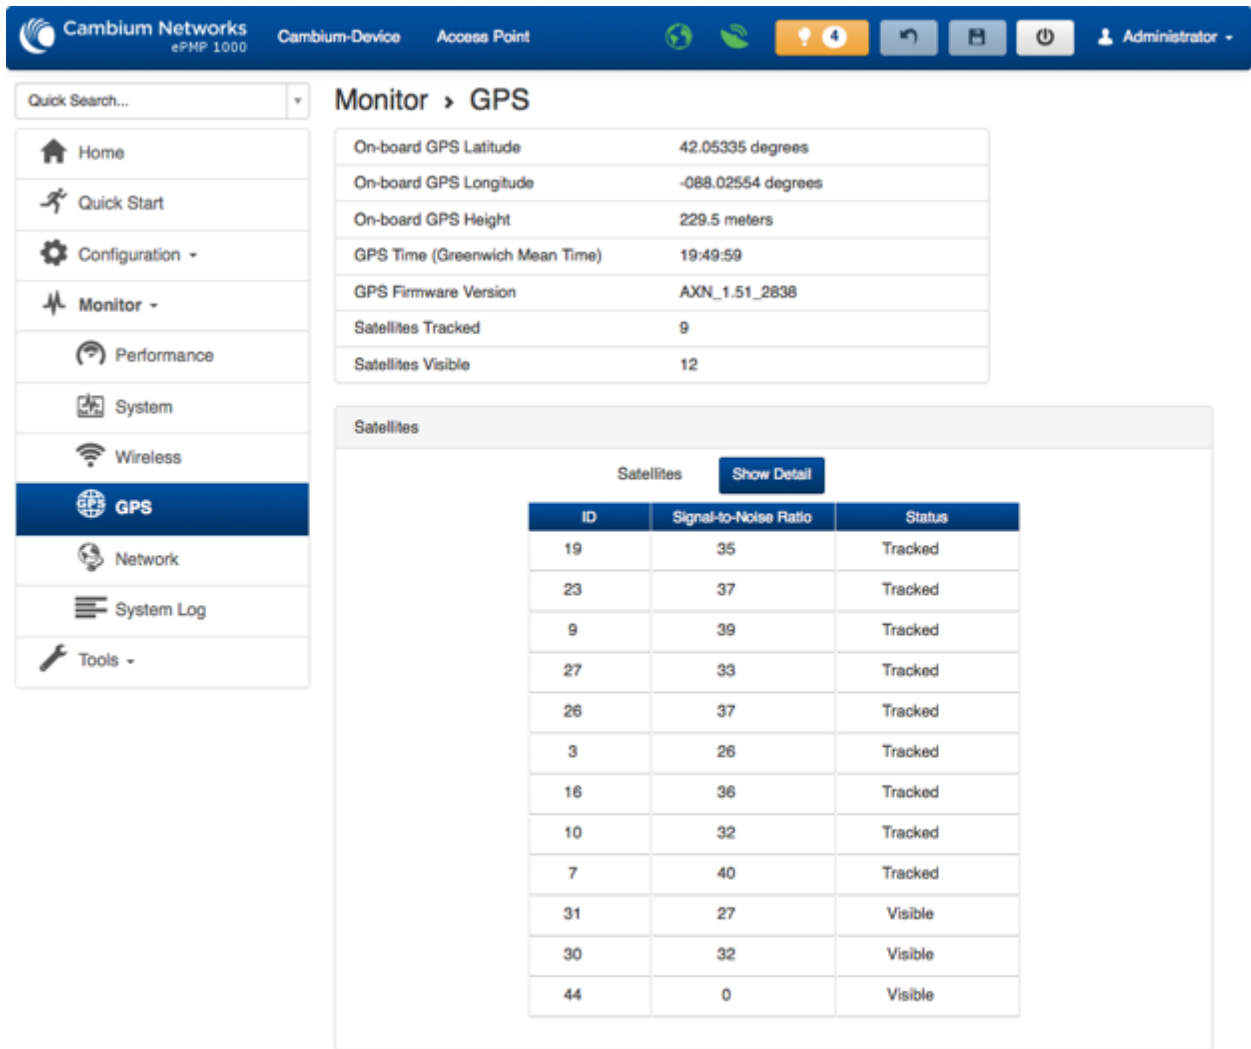 Cambium Networks
ePMP 1000
Cambium-Device Access Point 4 Administrator
Quick Search...
Home
Quick Start
Configuration
Monitor
Performance
System
Wireless
GPS
Network
System Log
Tools
Monitor › GPS
On-board GPS Latitude 42.05335 degrees
On-board GPS Longitude -088.02554 degrees
On-board GPS Height 229.5 meters
GPS Time (Greenwich Mean Time) 19:49:59
GPS Firmware Version AXN_1.51_2838
Satellites Tracked 9
Satellites Visible 12
Satellites
Satellites Show Detail
ID Signal-to-Noise Ratio Status
19 35 Tracked
23 37 Tracked
9 39 Tracked
27 33 Tracked
26 37 Tracked
3 26 Tracked
16 36 Tracked
10 32 Tracked
7 40 Tracked
31 27 Visible
30 32 Visible
44 0 Visible